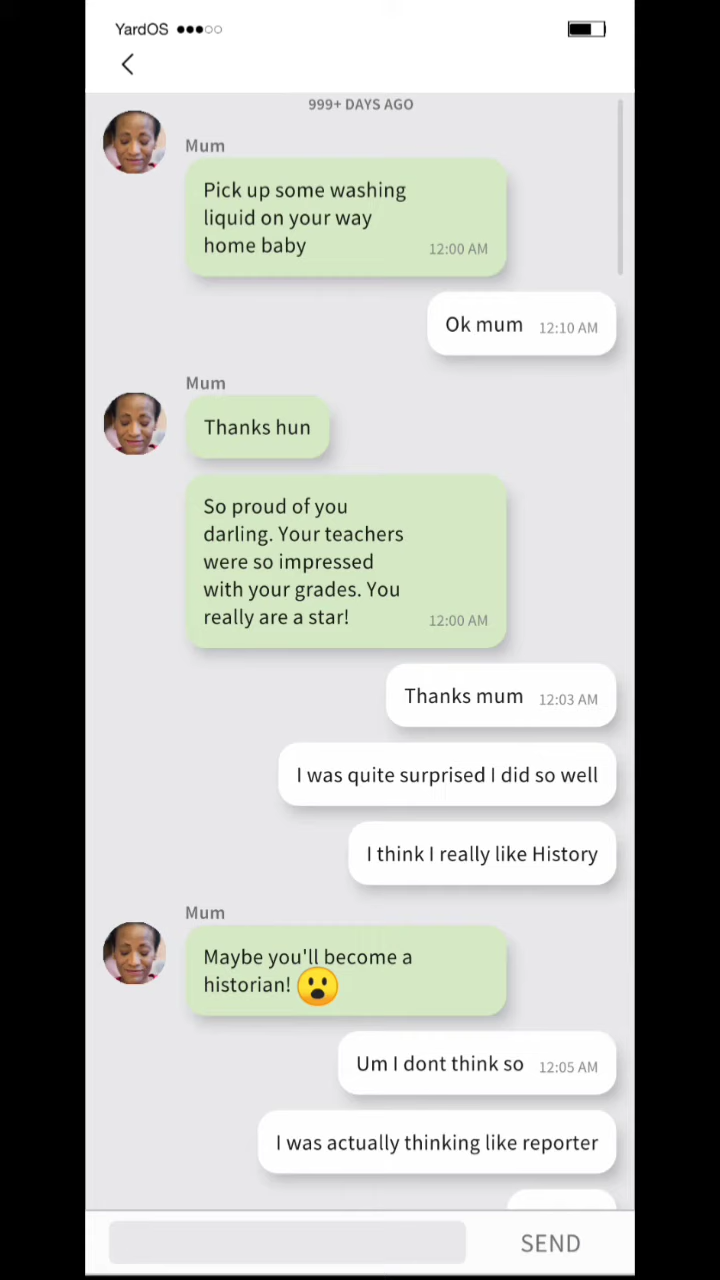 YardOS
999+ DAYS AGO
Mum
Pick up some washing
liquid on your way
home baby
12:00 AM
Ok mum
12:10 AM
Mum
Thanks hun
So proud of you
darling. Your teachers
were so impressed
with your grades. You
really are a star!
12:00 AM
Thanks mum
12:03 AM
I was quite surprised I did so well
I think I really like History
Mum
Maybe you'll become a
historian! 😮
Um I dont think so
12:05 AM
I was actually thinking like reporter
SEND